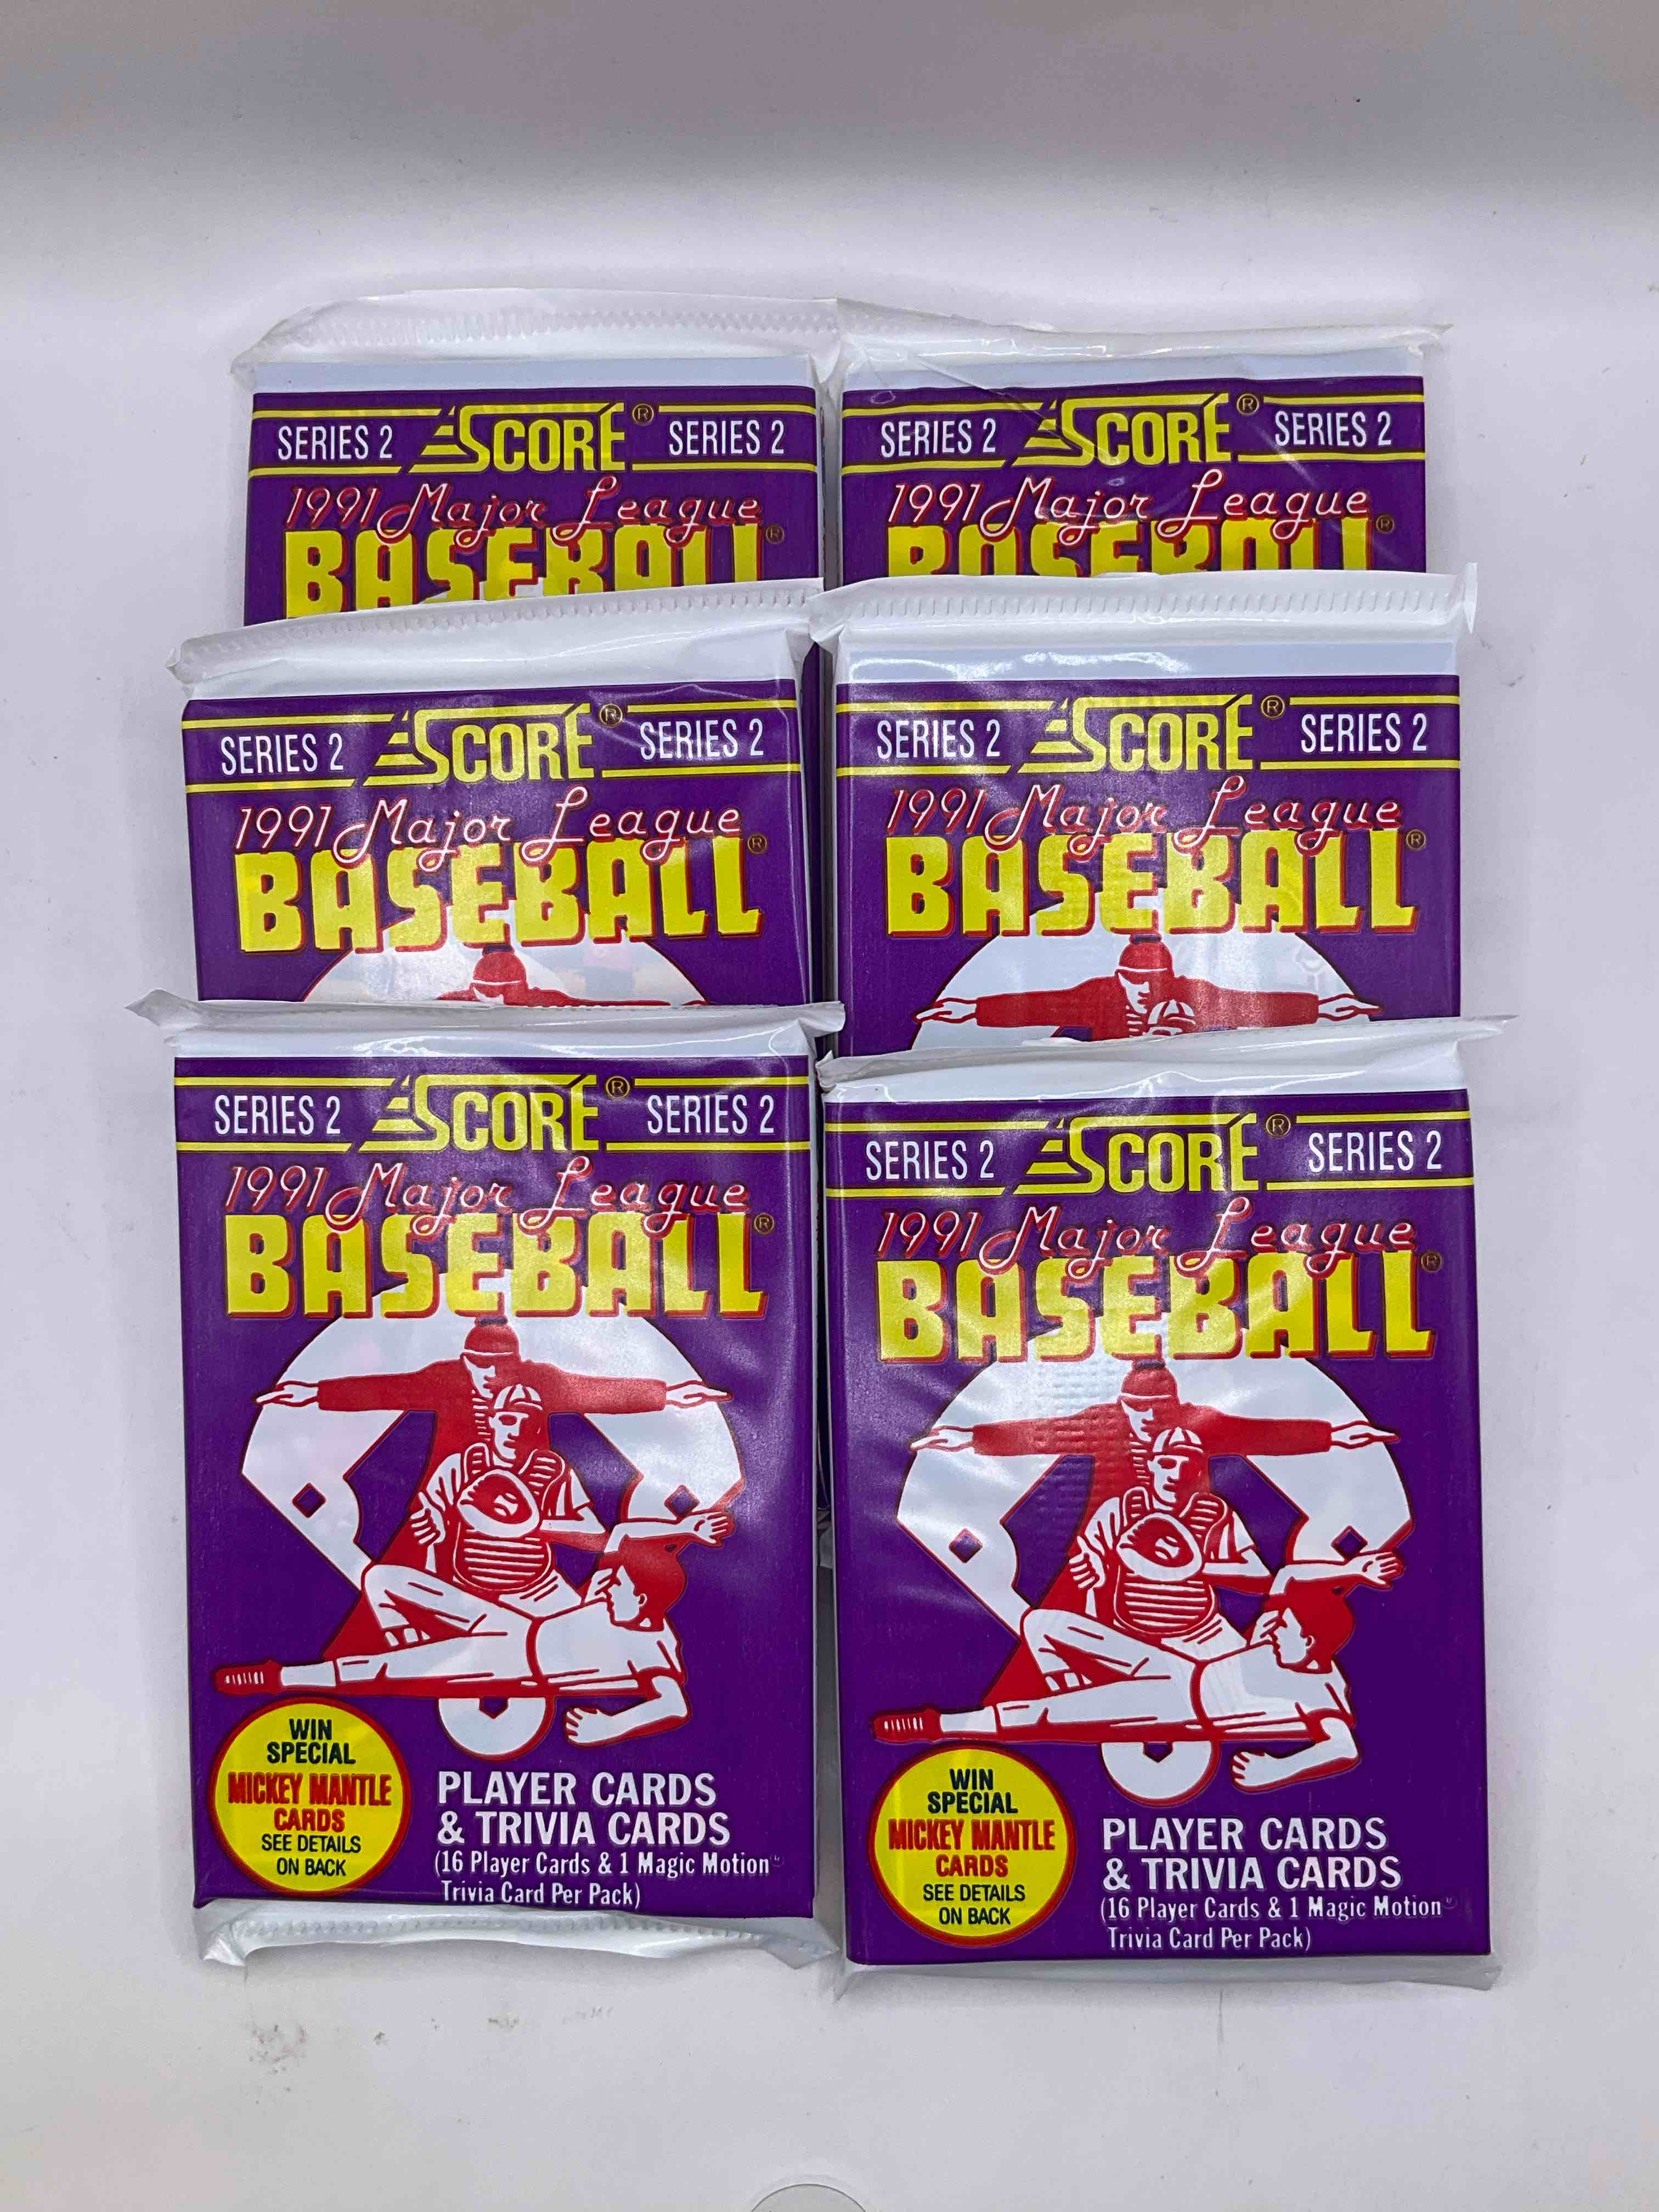 SERIES 2 SCORE® SERIES 2
1991 Major League
BASEBALL®
SERIES 2 SCORE® SERIES 2
1991 Major League
BASEBALL®
SERIES 2 SCORE® SERIES 2
1991 Major League
BASEBALL®
SERIES 2 SCORE® SERIES 2
1991 Major League
BASEBALL®
SERIES 2 SCORE® SERIES 2
1991 Major League
BASEBALL®
WIN
SPECIAL
MICKEY MANTLE
CARDS
SEE DETAILS
ON BACK
PLAYER CARDS
& TRIVIA CARDS
(16 Player Cards & 1 Magic Motion™
Trivia Card Per Pack)
SERIES 2 SCORE® SERIES 2
1991 Major League
BASEBALL®
WIN
SPECIAL
MICKEY MANTLE
CARDS
SEE DETAILS
ON BACK
PLAYER CARDS
& TRIVIA CARDS
(16 Player Cards & 1 Magic Motion™
Trivia Card Per Pack)